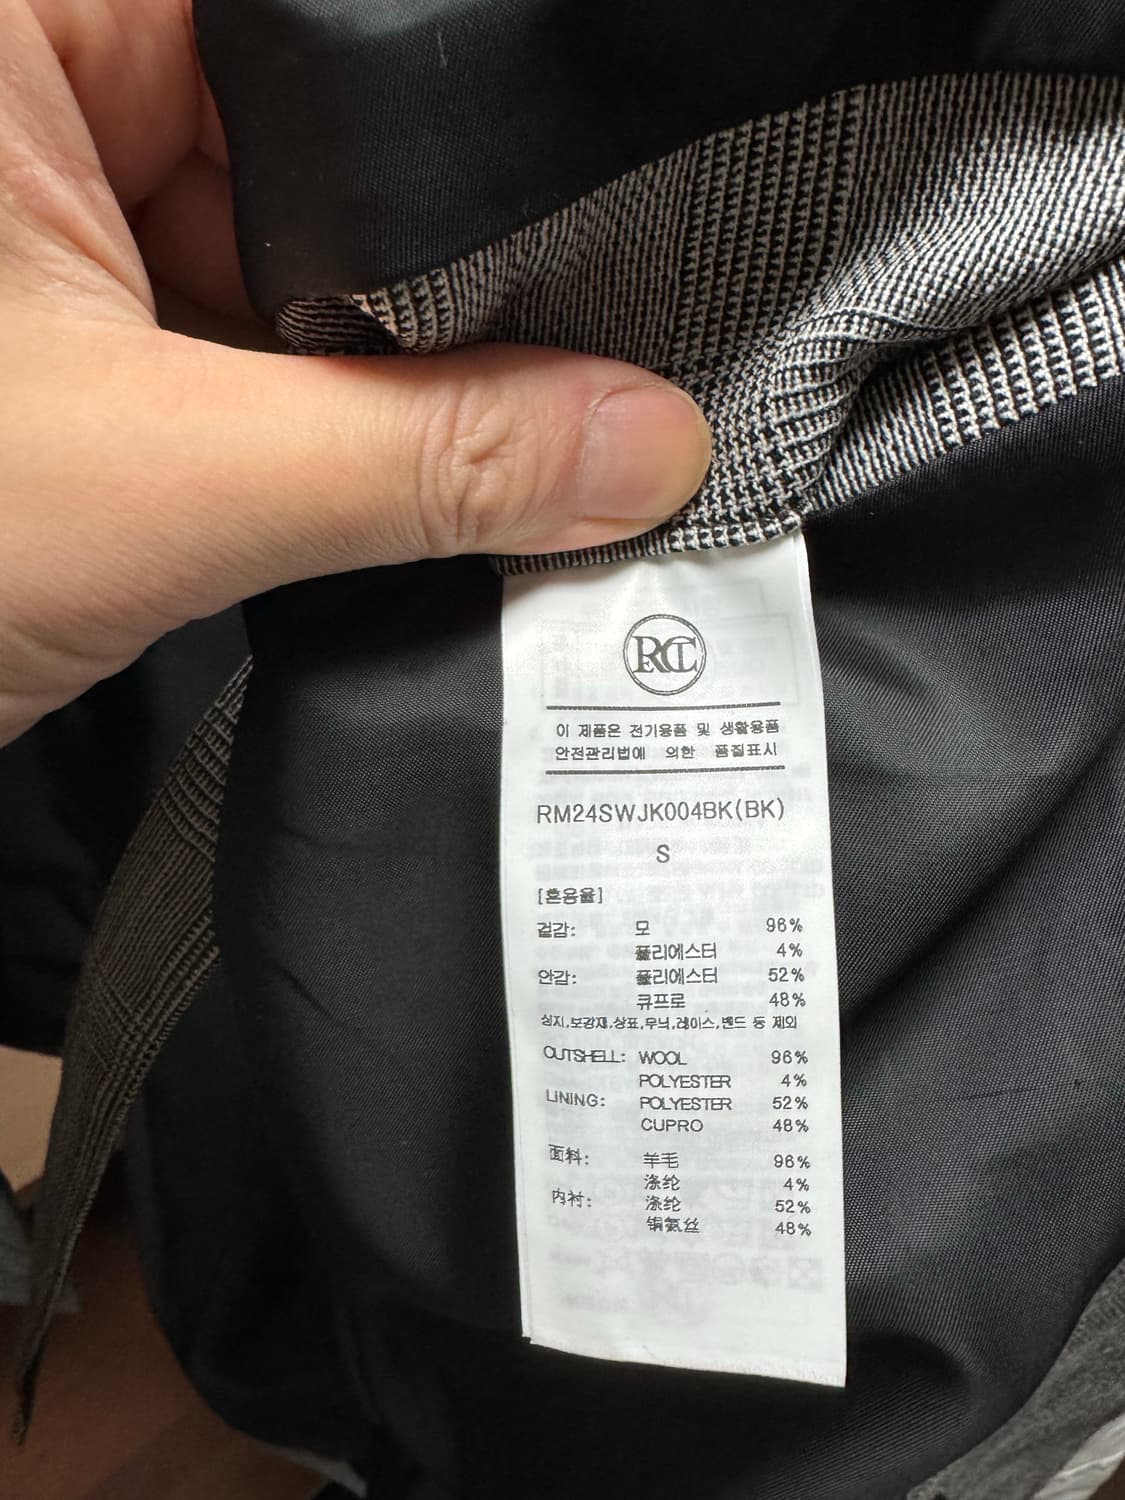 RCT
이 제품은 전기용품 및 생활용품
안전관리법에 의한 품질표시
RM24SWJK004BK(BK)
S
[혼용율]
겉감: 모 96%
폴리에스터 4%
안감: 폴리에스터 52%
큐프로 48%
심지,보강재,상표,무늬,레이스,밴드 등 제외
OUTSHELL: WOOL 96%
POLYESTER 4%
LINING: POLYESTER 52%
CUPRO 48%
面料: 羊毛 96%
涤纶 4%
内衬: 涤纶 52%
铜氨丝 48%